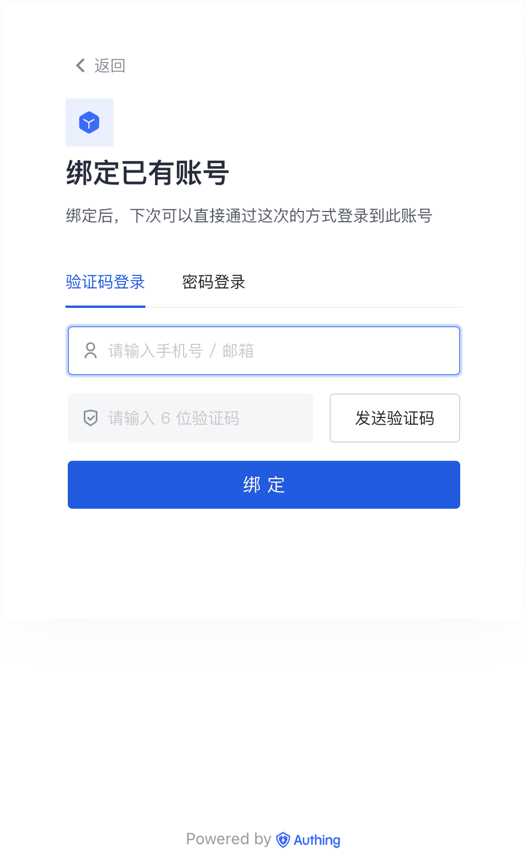 返回
绑定已有账号
绑定后，下次可以直接通过这次的方式登录到此账号
验证码登录 密码登录
请输入手机号 / 邮箱
请输入 6 位验证码 发送验证码
绑 定
Powered by Authing